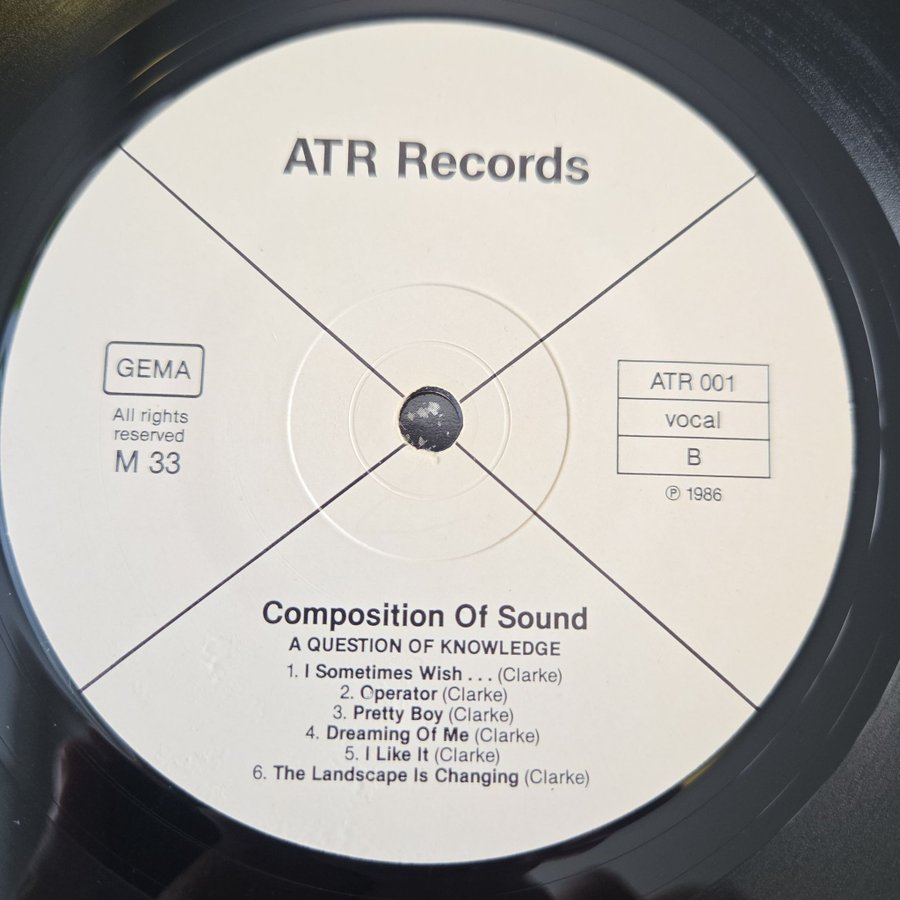 ATR Records
GEMA
All rights
reserved
M 33
ATR 001
vocal
B
℗ 1986
Composition Of Sound
A QUESTION OF KNOWLEDGE
1. I Sometimes Wish . . . (Clarke)
2. Operator (Clarke)
3. Pretty Boy (Clarke)
4. Dreaming Of Me (Clarke)
5. I Like It (Clarke)
6. The Landscape Is Changing (Clarke)